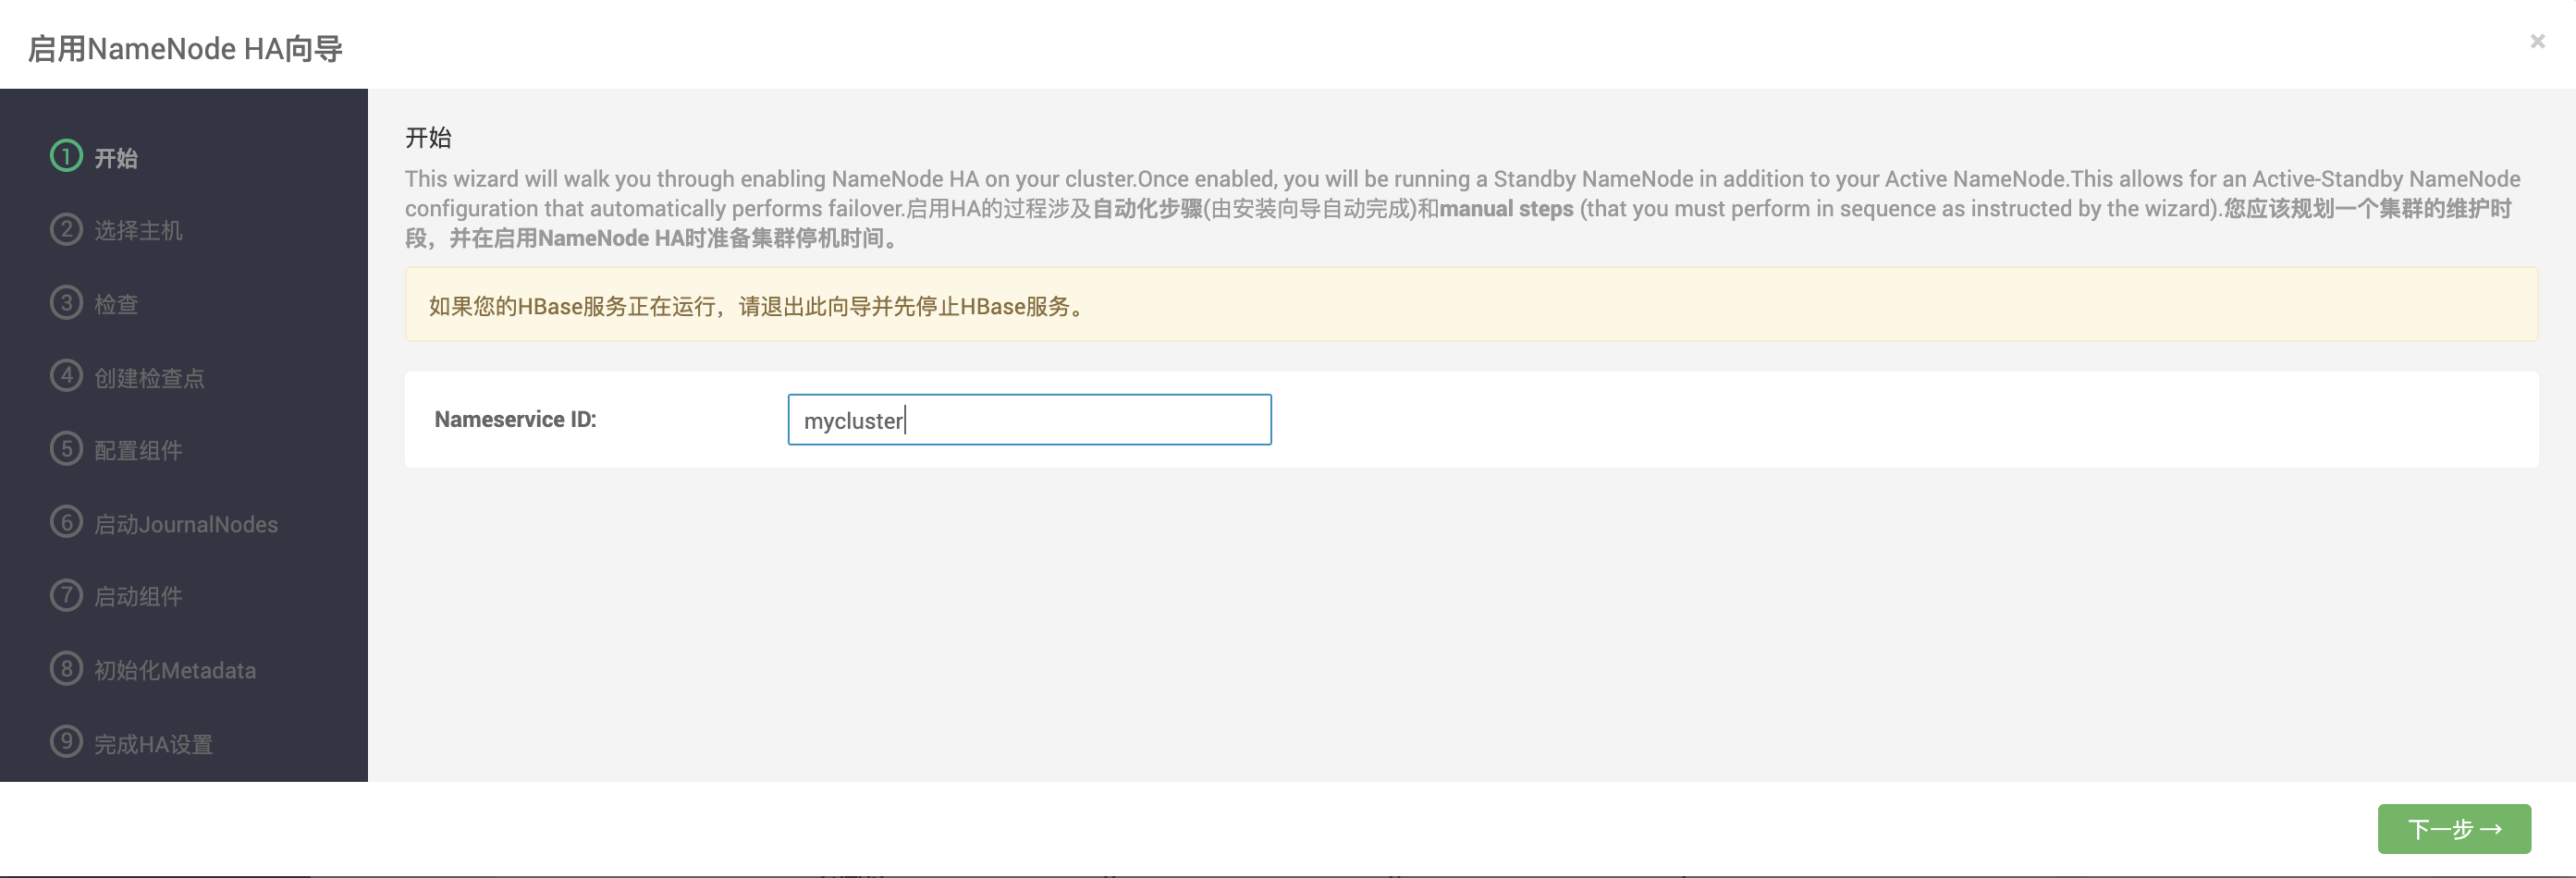 启用NameNode HA向导
×
1 开始
2 选择主机
3 检查
4 创建检查点
5 配置组件
6 启动JournalNodes
7 启动组件
8 初始化Metadata
9 完成HA设置
开始
This wizard will walk you through enabling NameNode HA on your cluster.Once enabled, you will be running a Standby NameNode in addition to your Active NameNode.This allows for an Active-Standby NameNode
configuration that automatically performs failover.启用HA的过程涉及自动化步骤(由安装向导自动完成)和manual steps (that you must perform in sequence as instructed by the wizard).您应该规划一个集群的维护时
段，并在启用NameNode HA时准备集群停机时间。
如果您的HBase服务正在运行，请退出此向导并先停止HBase服务。
Nameservice ID: mycluster
下一步 →